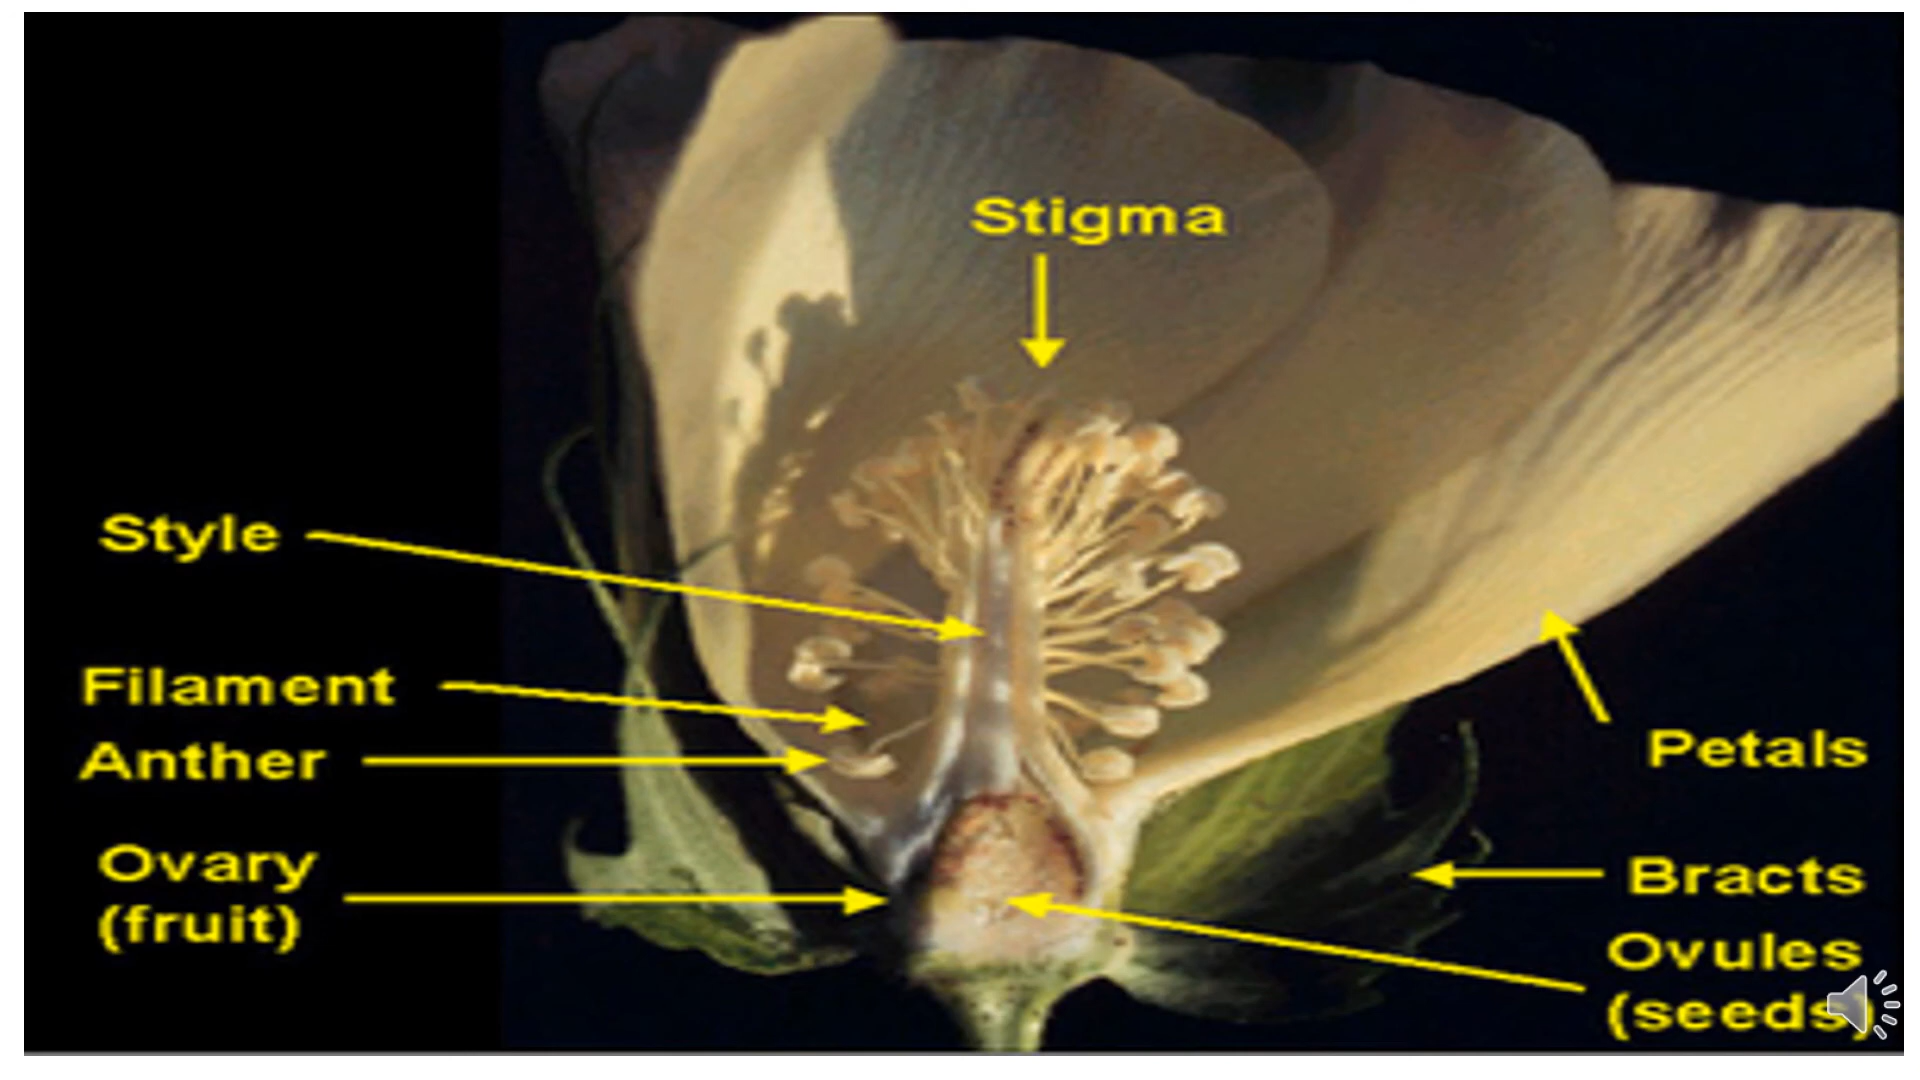 Stigma
Style
Filament
Anther
Ovary
(fruit)
Petals
Bracts
Ovules
(seeds)